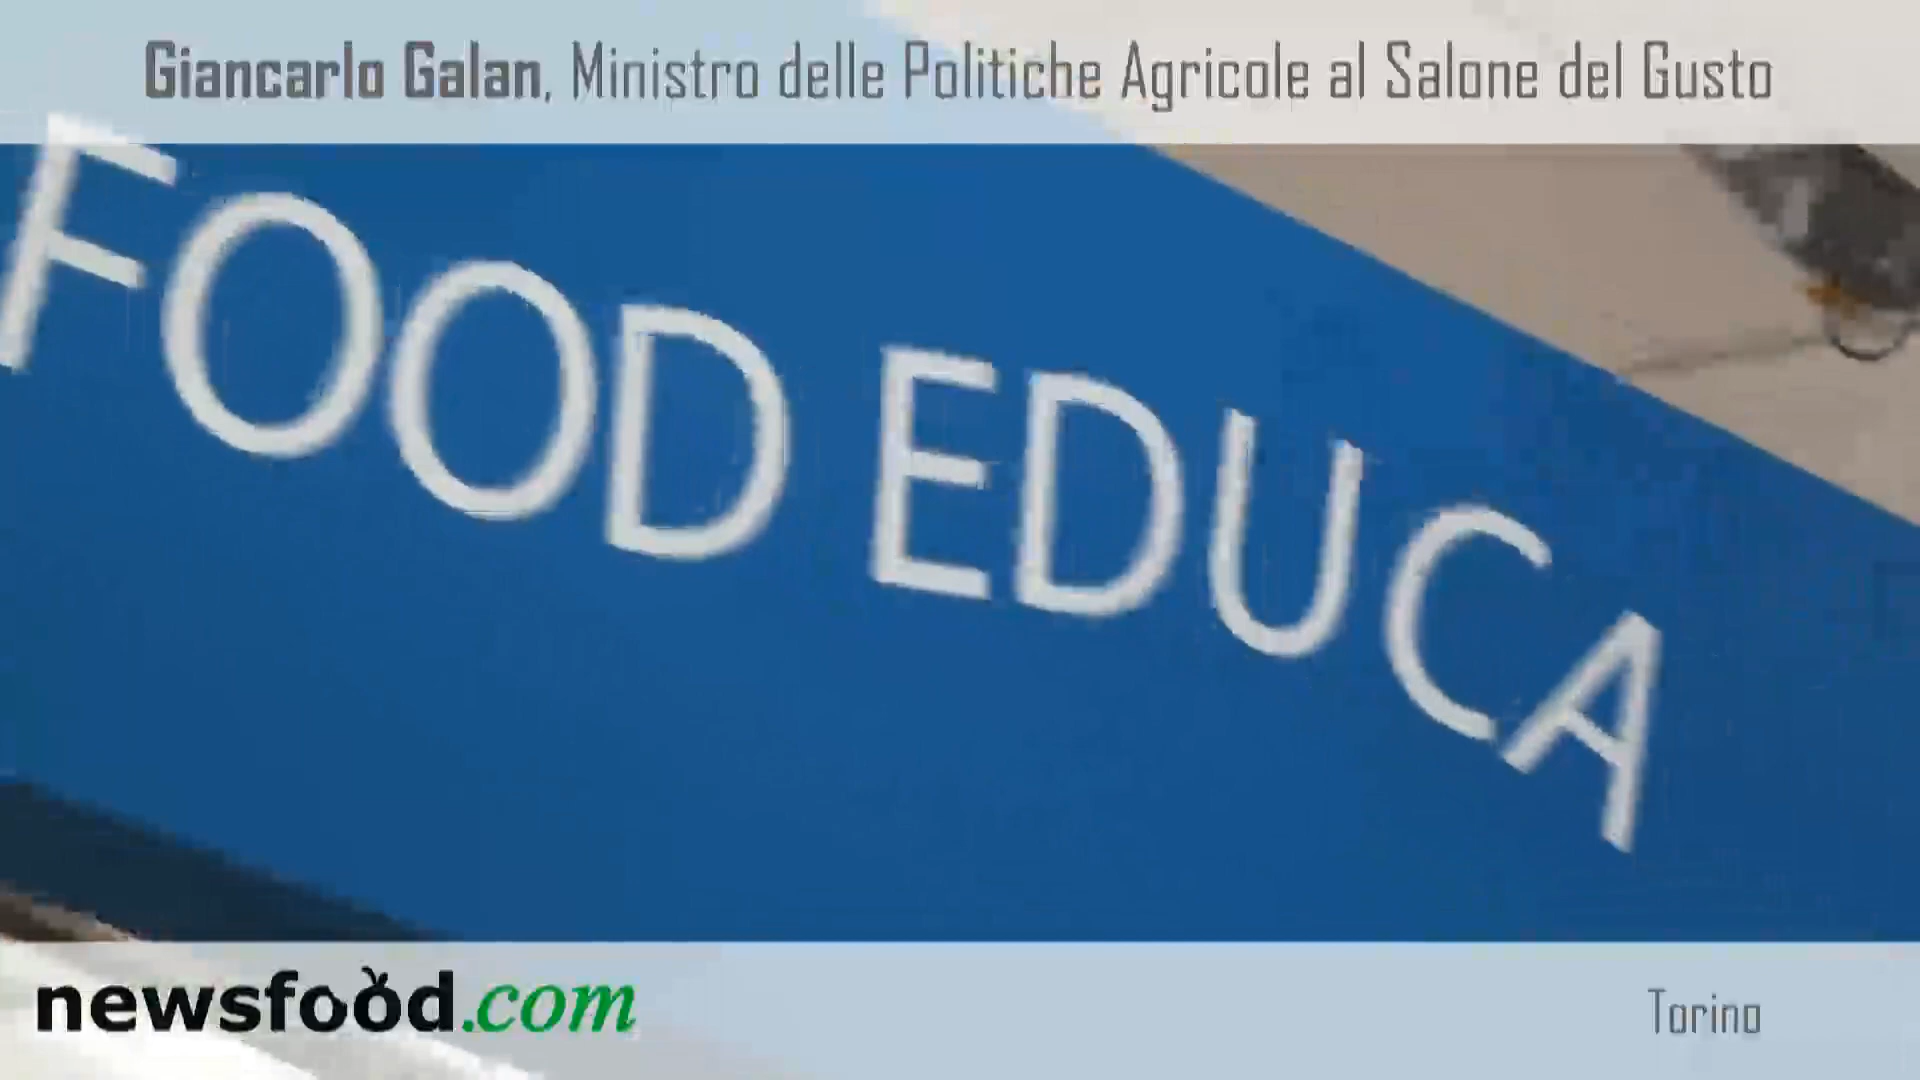 Giancarlo Galan, Ministro delle Politiche Agricole al Salone del Gusto
FOOD EDUCA
newsfood.com
Torino